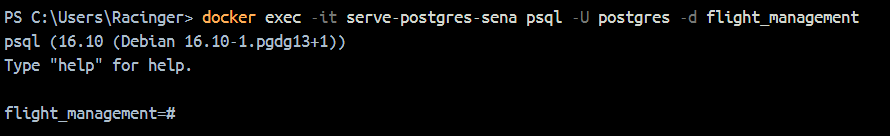 PS C:\Users\Racinger> docker exec -it serve-postgres-sena psql -U postgres -d flight_management
psql (16.10 (Debian 16.10-1.pgdg13+1))
Type "help" for help.
flight_management=#